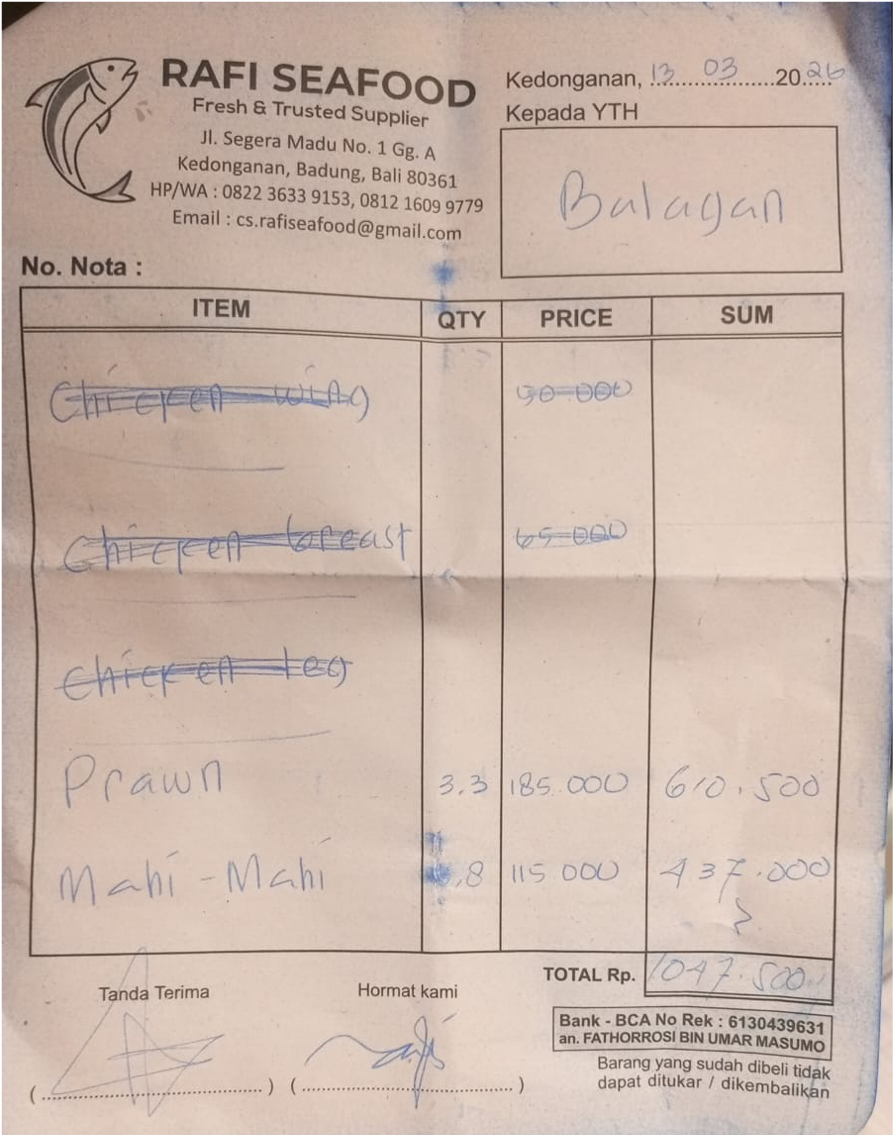 RAFI SEAFOOD
Fresh & Trusted Supplier
Jl. Segera Madu No. 1 Gg. A
Kedonganan, Badung, Bali 80361
HP/WA : 0822 3633 9153, 0812 1609 9779
Email : cs.rafiseafood@gmail.com
Kedonganan, 13 03 2026
Kepada YTH
Balagan
No. Nota :
ITEM QTY PRICE SUM
Chicken wing 90-000
Chicken breast 65-000
Chicken leg
Prawn 3.3 185.000 610.500
Mahi-Mahi .8 115 000 437.000
TOTAL Rp. 1047.500
Tanda Terima
Hormat kami
Bank - BCA No Rek : 6130439631
an. FATHORROSI BIN UMAR MASUMO
Barang yang sudah dibeli tidak
dapat ditukar / dikembalikan